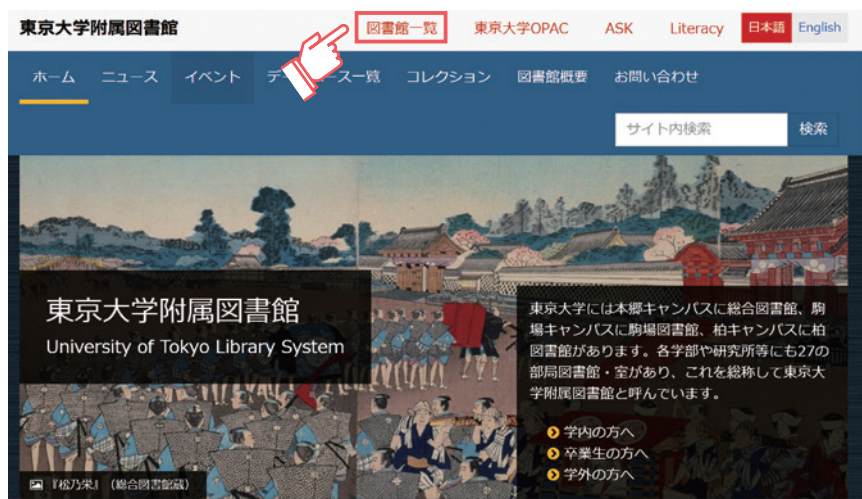 東京大学附属図書館
図書館一覧 東京大学OPAC ASK Literacy 日本語 English
ホーム ニュース イベント デ ース一覧 コレクション 図書館概要 お問い合わせ
サイト内検索 検索
東京大学附属図書館
University of Tokyo Library System
東京大学には本郷キャンパスに総合図書館、駒
場キャンパスに駒場図書館、柏キャンパスに柏
図書館があります。各学部や研究所等にも27の
部局図書館・室があり、これを総称して東京大
学附属図書館と呼んでいます。
学内の方へ
卒業生の方へ
学外の方へ
『松乃栄』（総合図書館蔵）